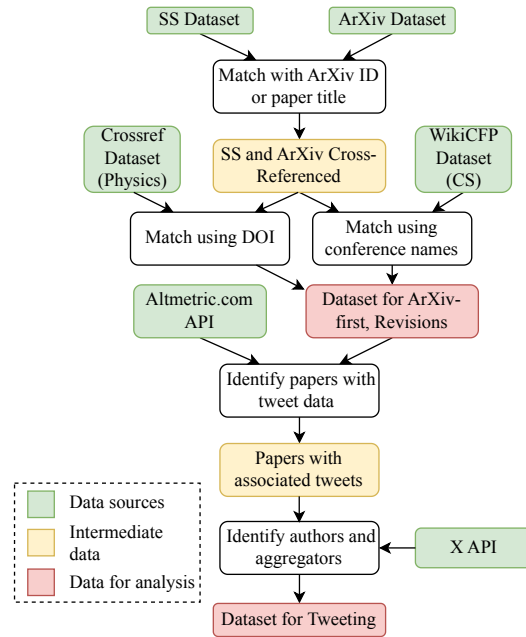 SS Dataset
ArXiv Dataset
Match with ArXiv ID
or paper title
Crossref
Dataset
(Physics)
SS and ArXiv Cross-
Referenced
WikiCFP
Dataset
(CS)
Match using DOI
Match using
conference names
Altmetric.com
API
Dataset for ArXiv-
first, Revisions
Identify papers with
tweet data
Papers with
associated tweets
Data sources
Intermediate
data
Data for analysis
Identify authors and
aggregators
X API
Dataset for Tweeting